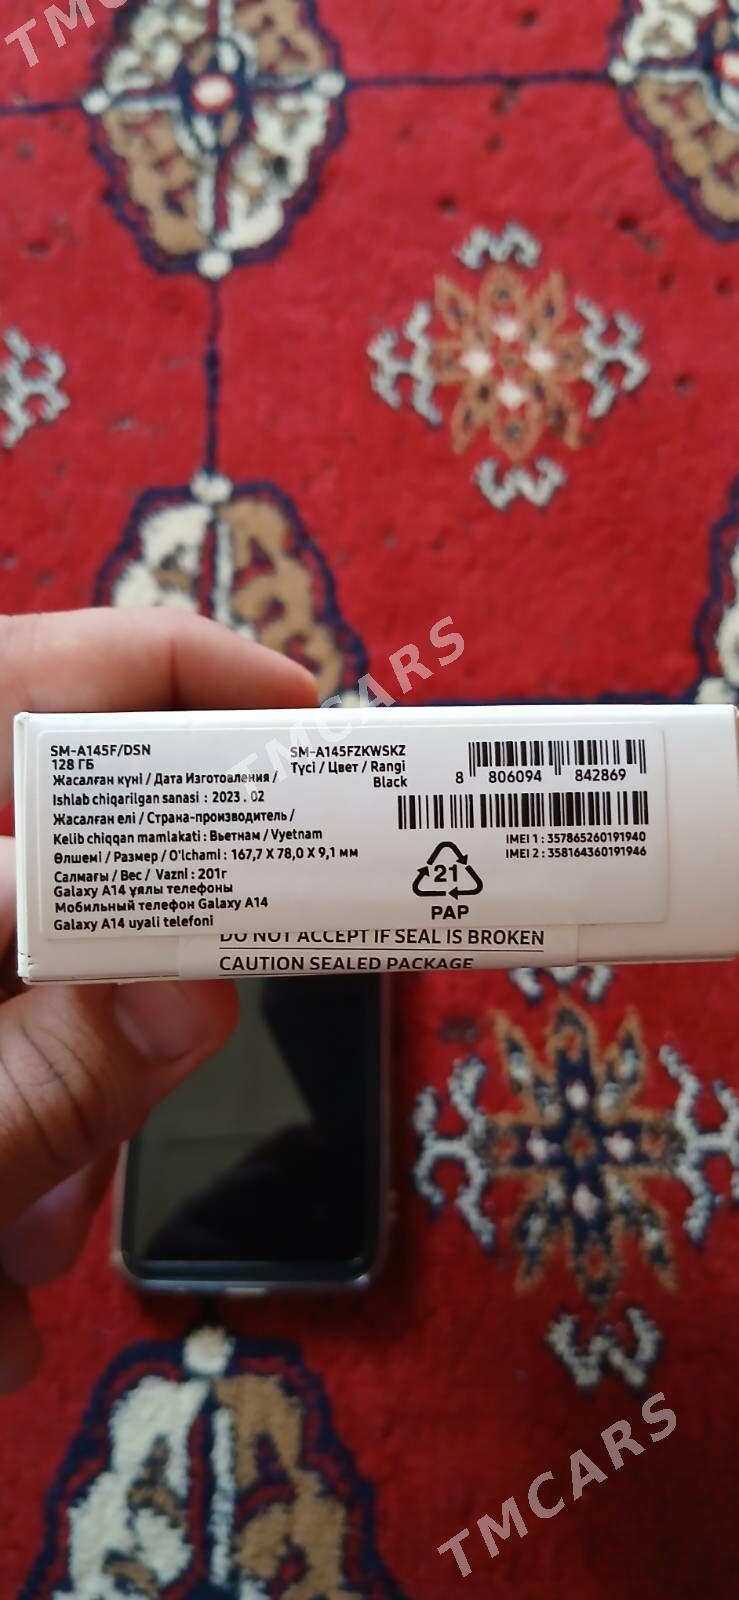 TMCARS
SM-A145F/DSN
128 ГБ
Жасалған күні / Дата Изготовления /
Ishlab chiqarilgan sanasi : 2023 . 02
Жасалған елі / Страна-производитель /
Kelib chiqqan mamlakati : Вьетнам / Vyetnam
Өлшемі / Размер / O'lchami : 167,7 X 78,0 X 9,1 мм
Салмағы / Вес / Vazni : 201г
Galaxy A14 ұялы телефоны
Мобильный телефон Galaxy A14
Galaxy A14 uyali telefoni
SM-A145FZKWSKZ
Түсі / Цвет / Rangi
Black
8 806094 842869
IMEI 1 : 357865260191940
IMEI 2 : 358164360191946
21
PAP
DO NOT ACCEPT IF SEAL IS BROKEN
CAUTION SEALED PACKAGE
TMCARS